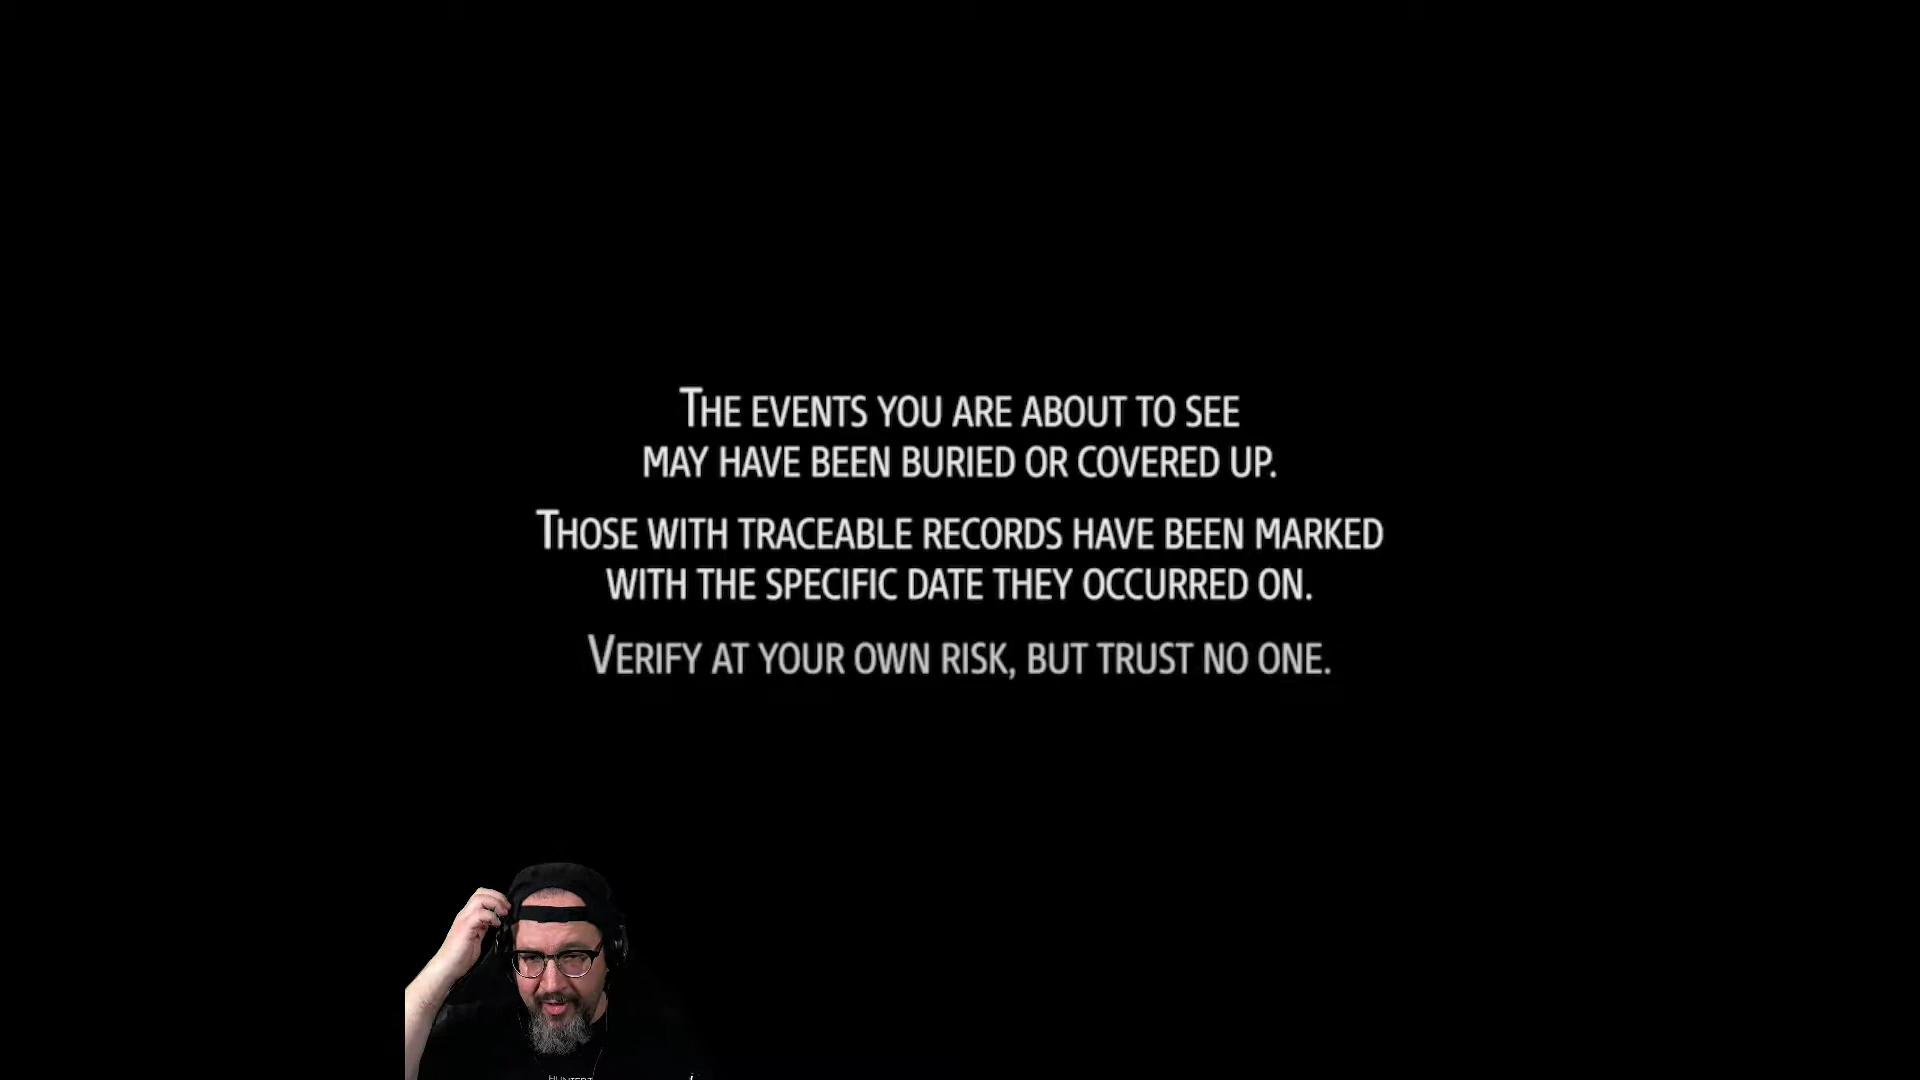 The events you are about to see
may have been buried or covered up.
Those with traceable records have been marked
with the specific date they occurred on.
Verify at your own risk, but trust no one.